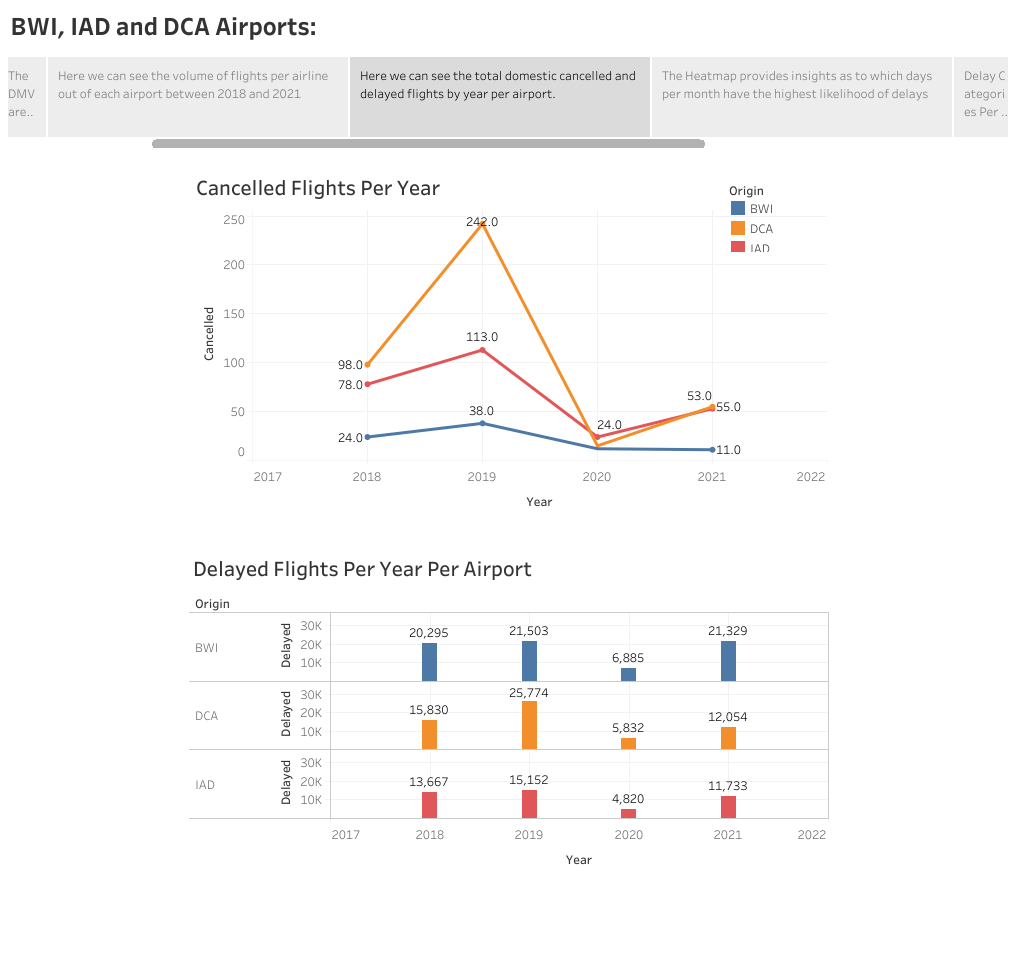 BWI, IAD and DCA Airports:
The
DMV
are..
Here we can see the volume of flights per airline
out of each airport between 2018 and 2021
Here we can see the total domestic cancelled and
delayed flights by year per airport.
The Heatmap provides insights as to which days
per month have the highest likelihood of delays
Delay C
ategori
es Per ..
Cancelled Flights Per Year
Origin
BWI
DCA
IAD
Cancelled
250
200
150
100
50
0
242.0
113.0
98.0
78.0
38.0
24.0
24.0
53.0
55.0
11.0
2017 2018 2019 2020 2021 2022
Year
Delayed Flights Per Year Per Airport
Origin
BWI
Delayed
30K
20K
10K
20,295 21,503 6,885 21,329
DCA
Delayed
30K
20K
10K
15,830 25,774 5,832 12,054
IAD
Delayed
30K
20K
10K
13,667 15,152 4,820 11,733
2017 2018 2019 2020 2021 2022
Year